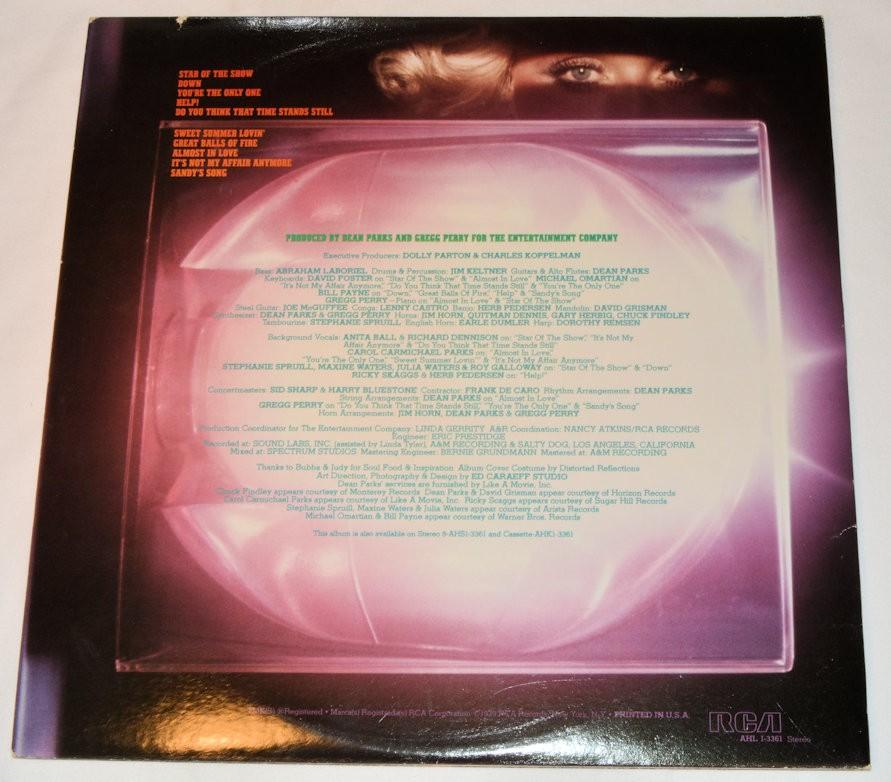 STAR OF THE SHOW
DOWN
YOU'RE THE ONLY ONE
HELP!
DO YOU THINK THAT TIME STANDS STILL
SWEET SUMMER LOVIN'
GREAT BALLS OF FIRE
ALMOST IN LOVE
IT'S NOT MY AFFAIR ANYMORE
SANDY'S SONG
PRODUCED BY DEAN PARKS AND GREGG PERRY FOR THE ENTERTAINMENT COMPANY
Executive Producers: DOLLY PARTON & CHARLES KOPPELMAN
Bass: ABRAHAM LABORIEL Drums & Percussion: JIM KELTNER Guitars & Alto Flutes: DEAN PARKS
Keyboards: DAVID FOSTER on "Star Of The Show" & "Almost In Love" MICHAEL OMARTIAN on
"It's Not My Affair Anymore," "Do You Think That Time Stands Still" & "You're The Only One"
BILL PAYNE on "Down," "Great Balls Of Fire," "Help" & "Sandy's Song"
GREGG PERRY – Piano on "Almost In Love" & "Star Of The Show"
Steel Guitar: JOE McGUFFEE Conga: LENNY CASTRO Banjo: HERB PEDERSEN Mandolin: DAVID GRISMAN
Synthesizer: DEAN PARKS & GREGG PERRY Horns: JIM HORN, QUITMAN DENNIS, GARY HERBIG, CHUCK FINDLEY
Tambourine: STEPHANIE SPRUILL English Horn: EARLE DUMLER Harp: DOROTHY REMSEN
Background Vocals: ANITA BALL & RICHARD DENNISON on: "Star Of The Show," "It's Not My
Affair Anymore" & "Do You Think That Time Stands Still"
CAROL CARMICHAEL PARKS on: "Almost In Love,"
"You're The Only One," "Sweet Summer Lovin'" & "It's Not My Affair Anymore"
STEPHANIE SPRUILL, MAXINE WATERS, JULIA WATERS & ROY GALLOWAY on: "Star Of The Show" & "Down"
RICKY SKAGGS & HERB PEDERSEN on: "Help!"
Concertmasters: SID SHARP & HARRY BLUESTONE Contractor: FRANK DE CARO Rhythm Arrangements: DEAN PARKS
String Arrangements: DEAN PARKS on "Almost In Love"
GREGG PERRY on "Do You Think That Time Stands Still," "You're The Only One" & "Sandy's Song"
Horn Arrangements: JIM HORN, DEAN PARKS & GREGG PERRY
Production Coordinator for The Entertainment Company: LINDA GERRITY A&R Coordination: NANCY ATKINS/RCA RECORDS
Engineer: ERIC PRESTIDGE
Recorded at: SOUND LABS, INC. (assisted by Linda Tyler), A&M RECORDING & SALTY DOG, LOS ANGELES, CALIFORNIA
Mixed at: SPECTRUM STUDIOS Mastering Engineer: BERNIE GRUNDMANN Mastered at: A&M RECORDING
Thanks to Bubba & Judy for Soul Food & Inspiration Album Cover Costume by Distorted Reflections
Art Direction, Photography & Design by ED CARAEFF STUDIO
Dean Parks' services are furnished by Like A Movie, Inc.
Chuck Findley appears courtesy of Monterey Records Dean Parks & David Grisman appear courtesy of Horizon Records
Carol Carmichael Parks appears courtesy of Like A Movie, Inc. Ricky Scaggs appears courtesy of Sugar Hill Records
Stephanie Spruill, Maxine Waters & Julia Waters appear courtesy of Arista Records
Michael Omartian & Bill Payne appear courtesy of Warner Bros. Records
This album is also available on Stereo 8-AHS1-3361 and Cassette-AHK1-3361
TMK(S) ® Registered • Marca(s) Registrada(s) RCA Corporation ©1979 RCA Records New York, N.Y. • PRINTED IN U.S.A.
RCA
AHL 1-3361 Stereo